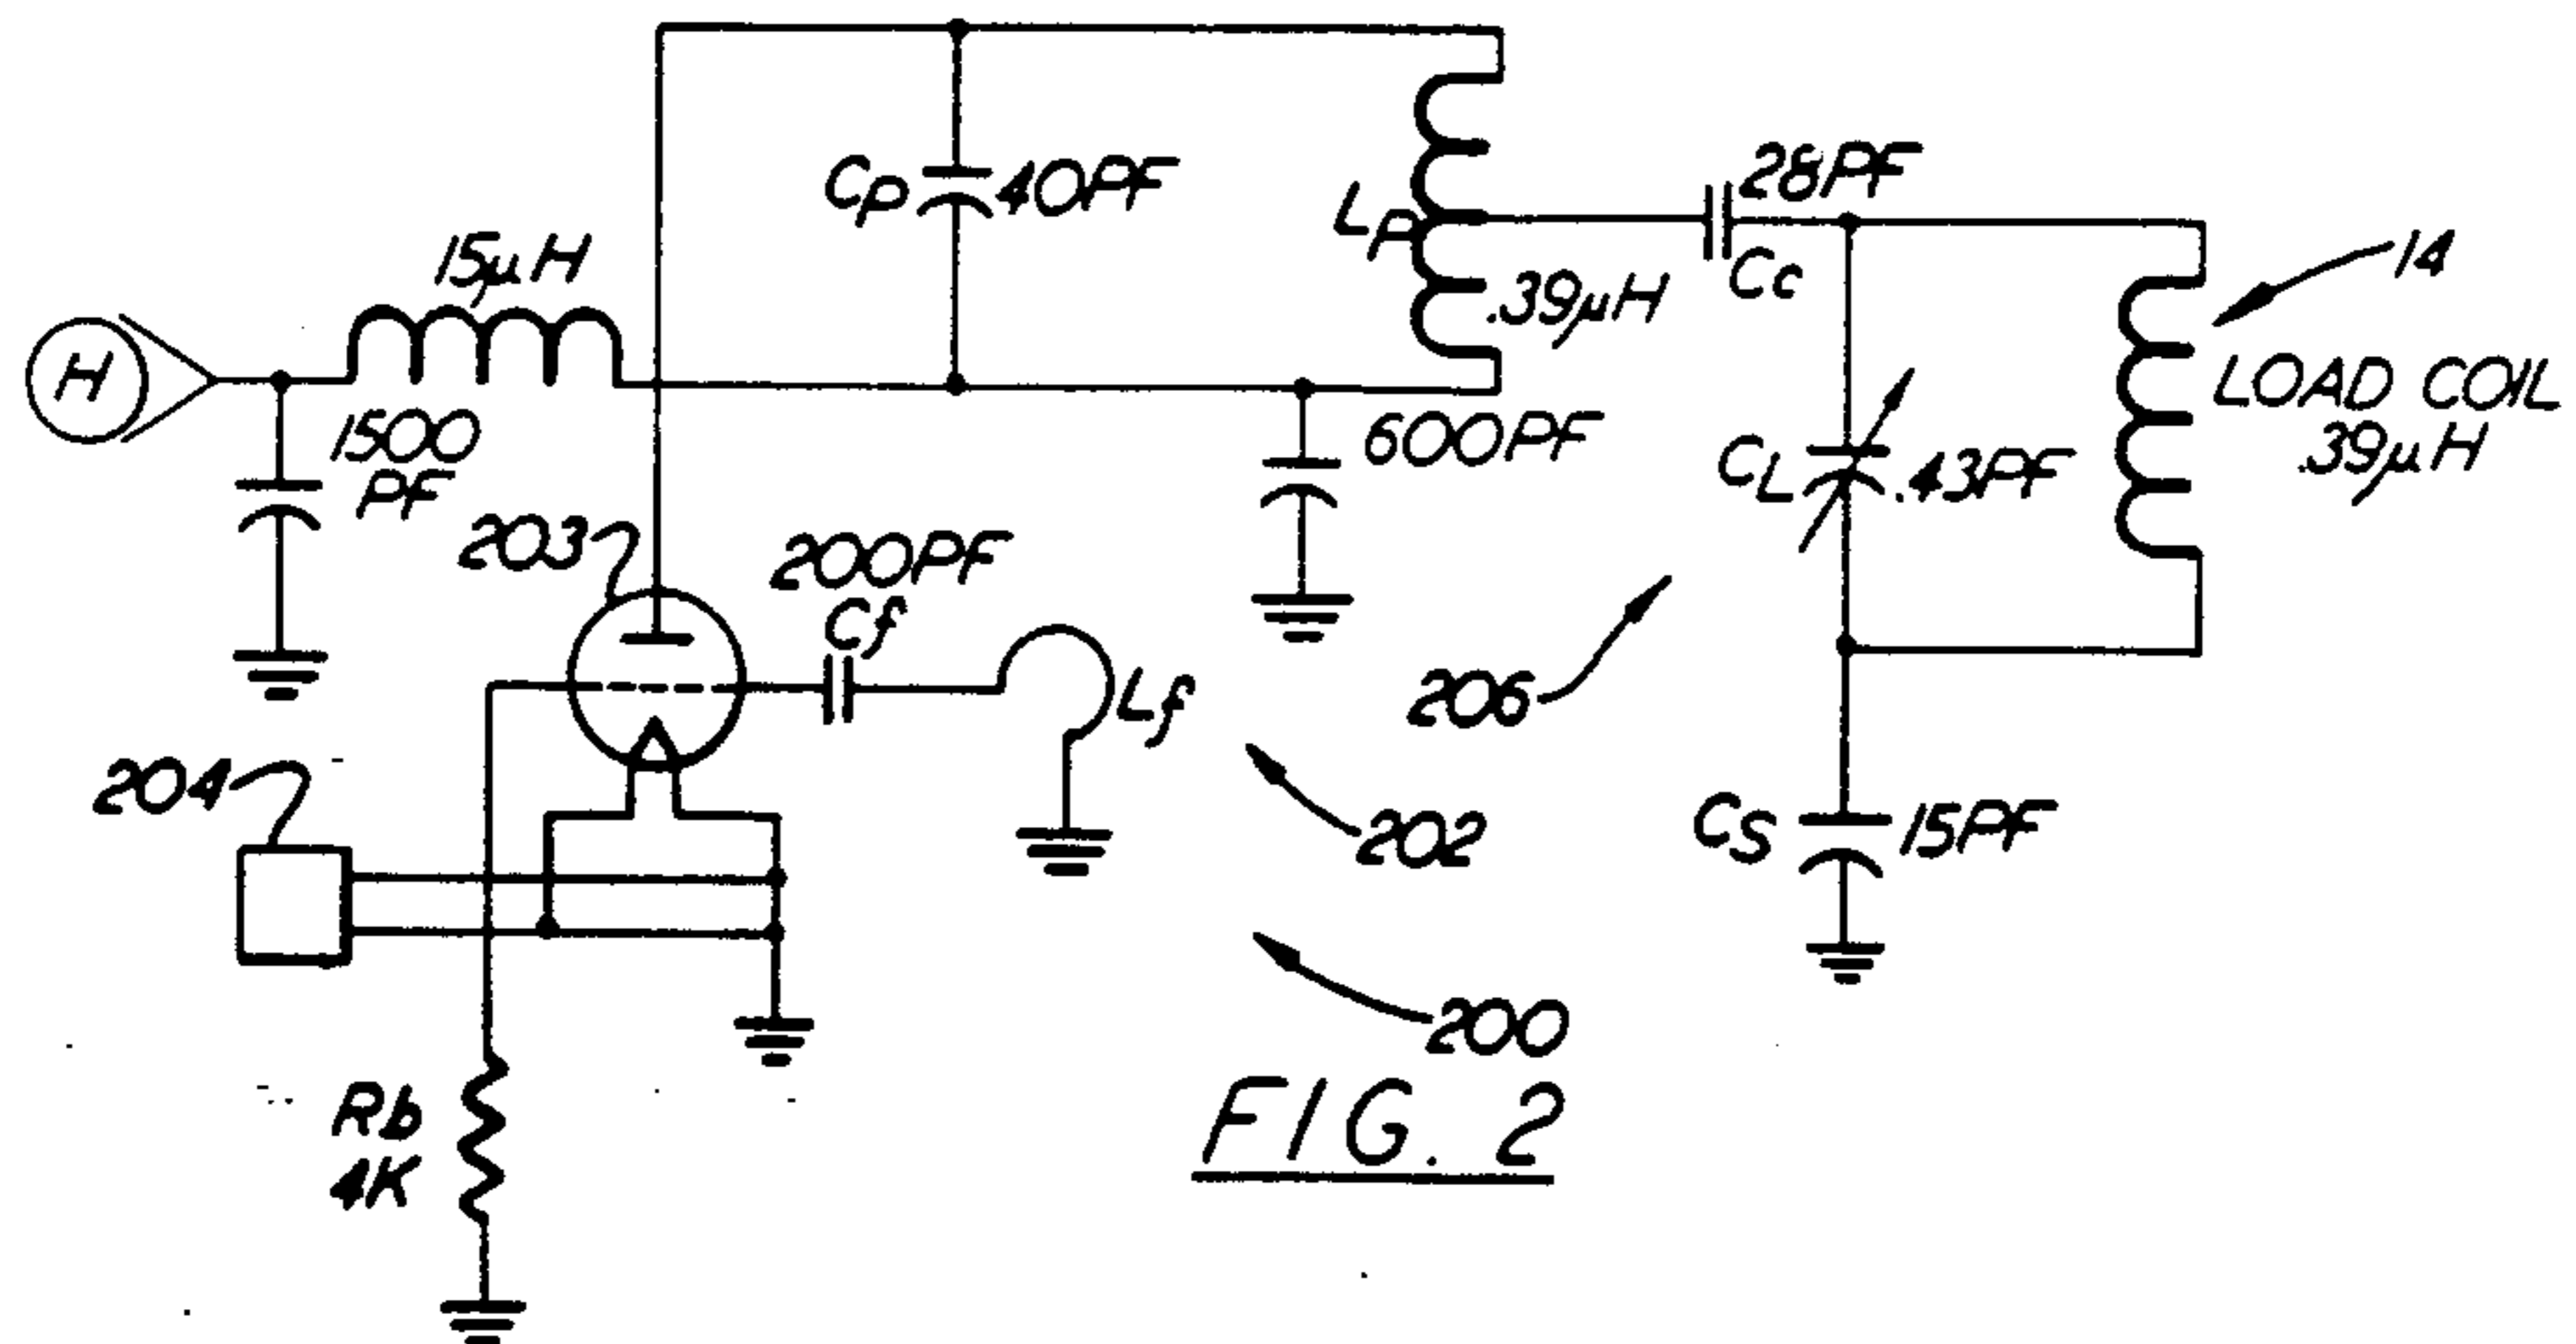 28PF
Cp 40PF
Lp
15µH
.39µH
Cc
14
H
LOAD COIL
.39µH
1500
PF
600PF
CL .43PF
203
200PF
Cf
Lf
206
204
202
Cs 15PF
200
Rb
4K
FIG. 2